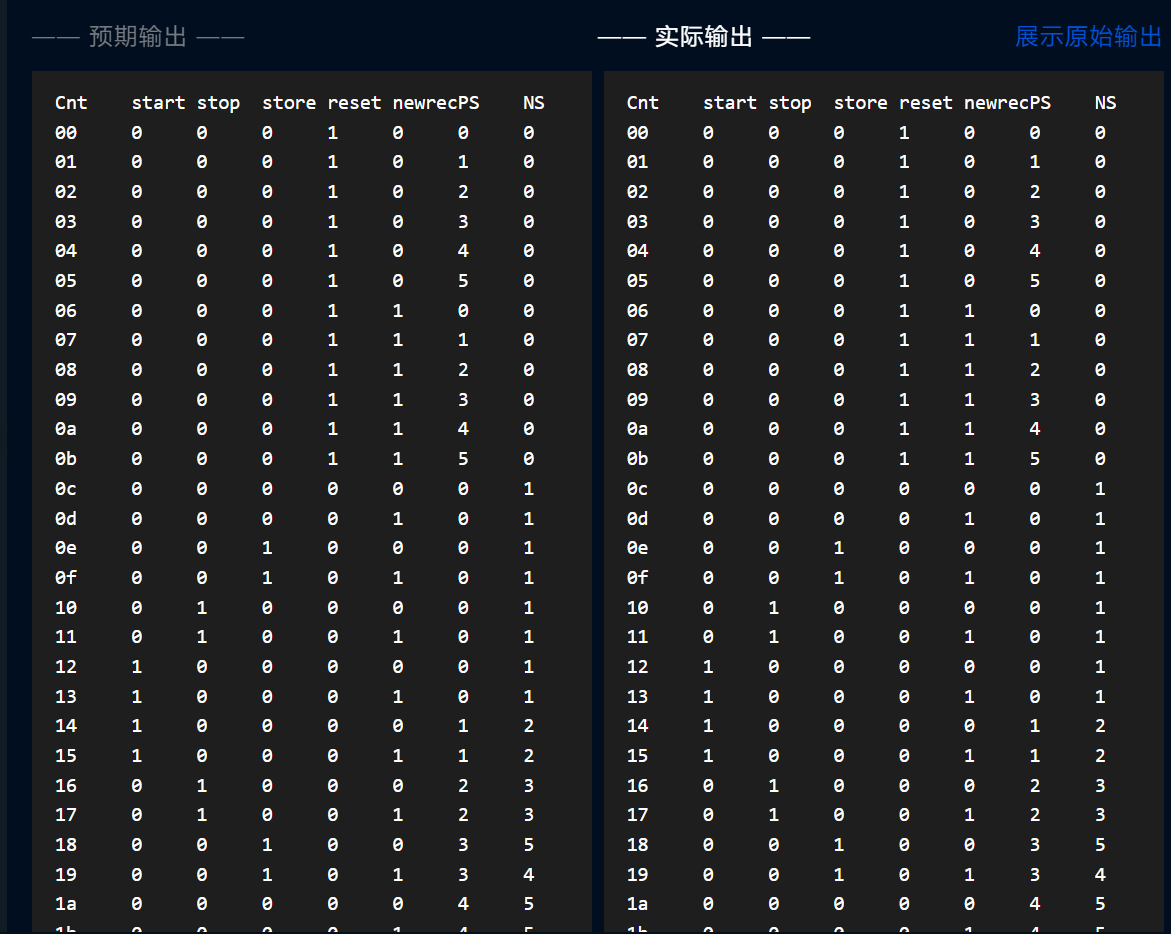 —— 预期输出 —— —— 实际输出 —— 展示原始输出
Cnt start stop store reset newrecPS NS Cnt start stop store reset newrecPS NS
00 0 0 0 1 0 0 0 00 0 0 0 1 0 0 0
01 0 0 0 1 0 1 0 01 0 0 0 1 0 1 0
02 0 0 0 1 0 2 0 02 0 0 0 1 0 2 0
03 0 0 0 1 0 3 0 03 0 0 0 1 0 3 0
04 0 0 0 1 0 4 0 04 0 0 0 1 0 4 0
05 0 0 0 1 0 5 0 05 0 0 0 1 0 5 0
06 0 0 0 1 1 0 0 06 0 0 0 1 1 0 0
07 0 0 0 1 1 1 0 07 0 0 0 1 1 1 0
08 0 0 0 1 1 2 0 08 0 0 0 1 1 2 0
09 0 0 0 1 1 3 0 09 0 0 0 1 1 3 0
0a 0 0 0 1 1 4 0 0a 0 0 0 1 1 4 0
0b 0 0 0 1 1 5 0 0b 0 0 0 1 1 5 0
0c 0 0 0 0 0 0 1 0c 0 0 0 0 0 0 1
0d 0 0 0 0 1 0 1 0d 0 0 0 0 1 0 1
0e 0 0 1 0 0 0 1 0e 0 0 1 0 0 0 1
0f 0 0 1 0 1 0 1 0f 0 0 1 0 1 0 1
10 0 1 0 0 0 0 1 10 0 1 0 0 0 0 1
11 0 1 0 0 1 0 1 11 0 1 0 0 1 0 1
12 1 0 0 0 0 0 1 12 1 0 0 0 0 0 1
13 1 0 0 0 1 0 1 13 1 0 0 0 1 0 1
14 1 0 0 0 0 1 2 14 1 0 0 0 0 1 2
15 1 0 0 0 1 1 2 15 1 0 0 0 1 1 2
16 0 1 0 0 0 2 3 16 0 1 0 0 0 2 3
17 0 1 0 0 1 2 3 17 0 1 0 0 1 2 3
18 0 0 1 0 0 3 5 18 0 0 1 0 0 3 5
19 0 0 1 0 1 3 4 19 0 0 1 0 1 3 4
1a 0 0 0 0 0 4 5 1a 0 0 0 0 0 4 5